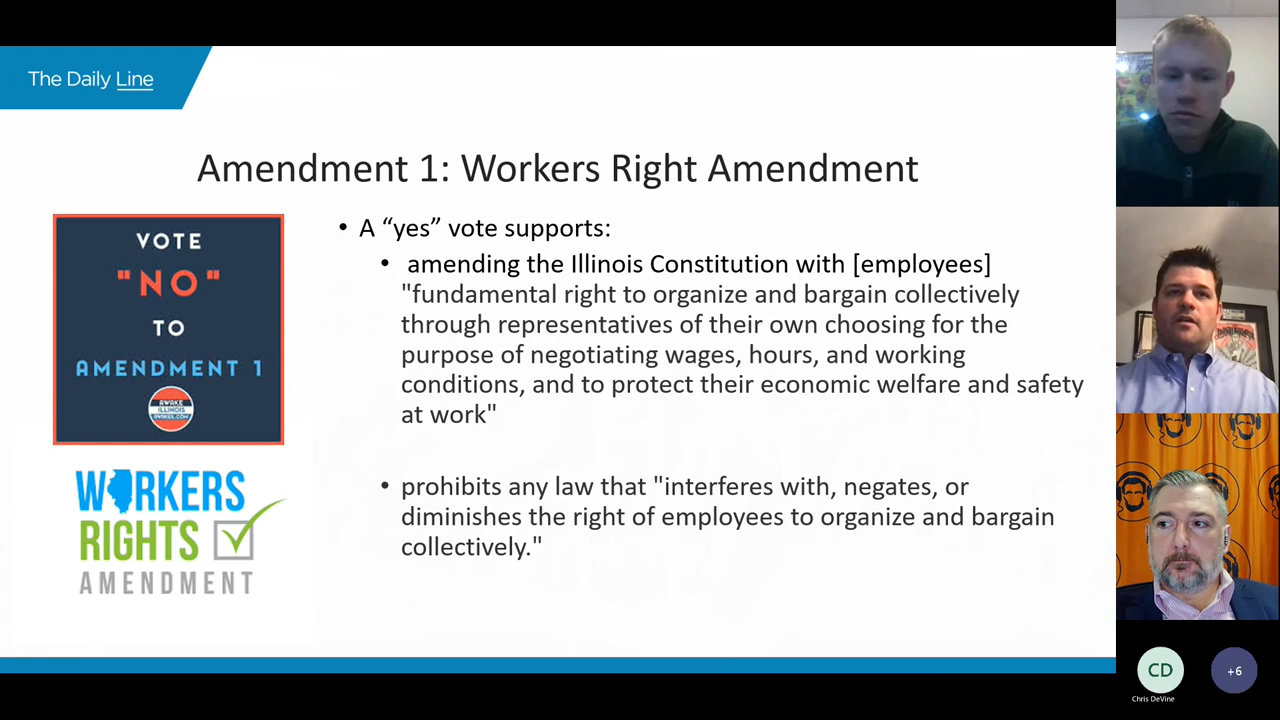 The Daily Line
Amendment 1: Workers Right Amendment
VOTE
"NO"
TO
AMENDMENT 1
AWAKE
ILLINOIS
AWAKEIL.COM
WORKERS
RIGHTS
AMENDMENT
• A “yes” vote supports:
• amending the Illinois Constitution with [employees]
"fundamental right to organize and bargain collectively
through representatives of their own choosing for the
purpose of negotiating wages, hours, and working
conditions, and to protect their economic welfare and safety
at work"
• prohibits any law that "interferes with, negates, or
diminishes the right of employees to organize and bargain
collectively."
CD
Chris DeVine
+6